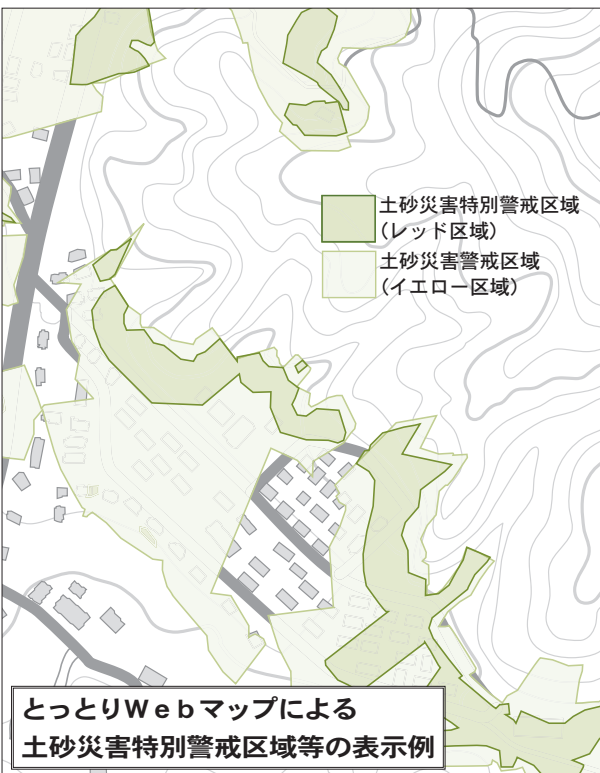 土砂災害特別警戒区域
(レッド区域)
土砂災害警戒区域
(イエロー区域)
とっとりWebマップによる
土砂災害特別警戒区域等の表示例